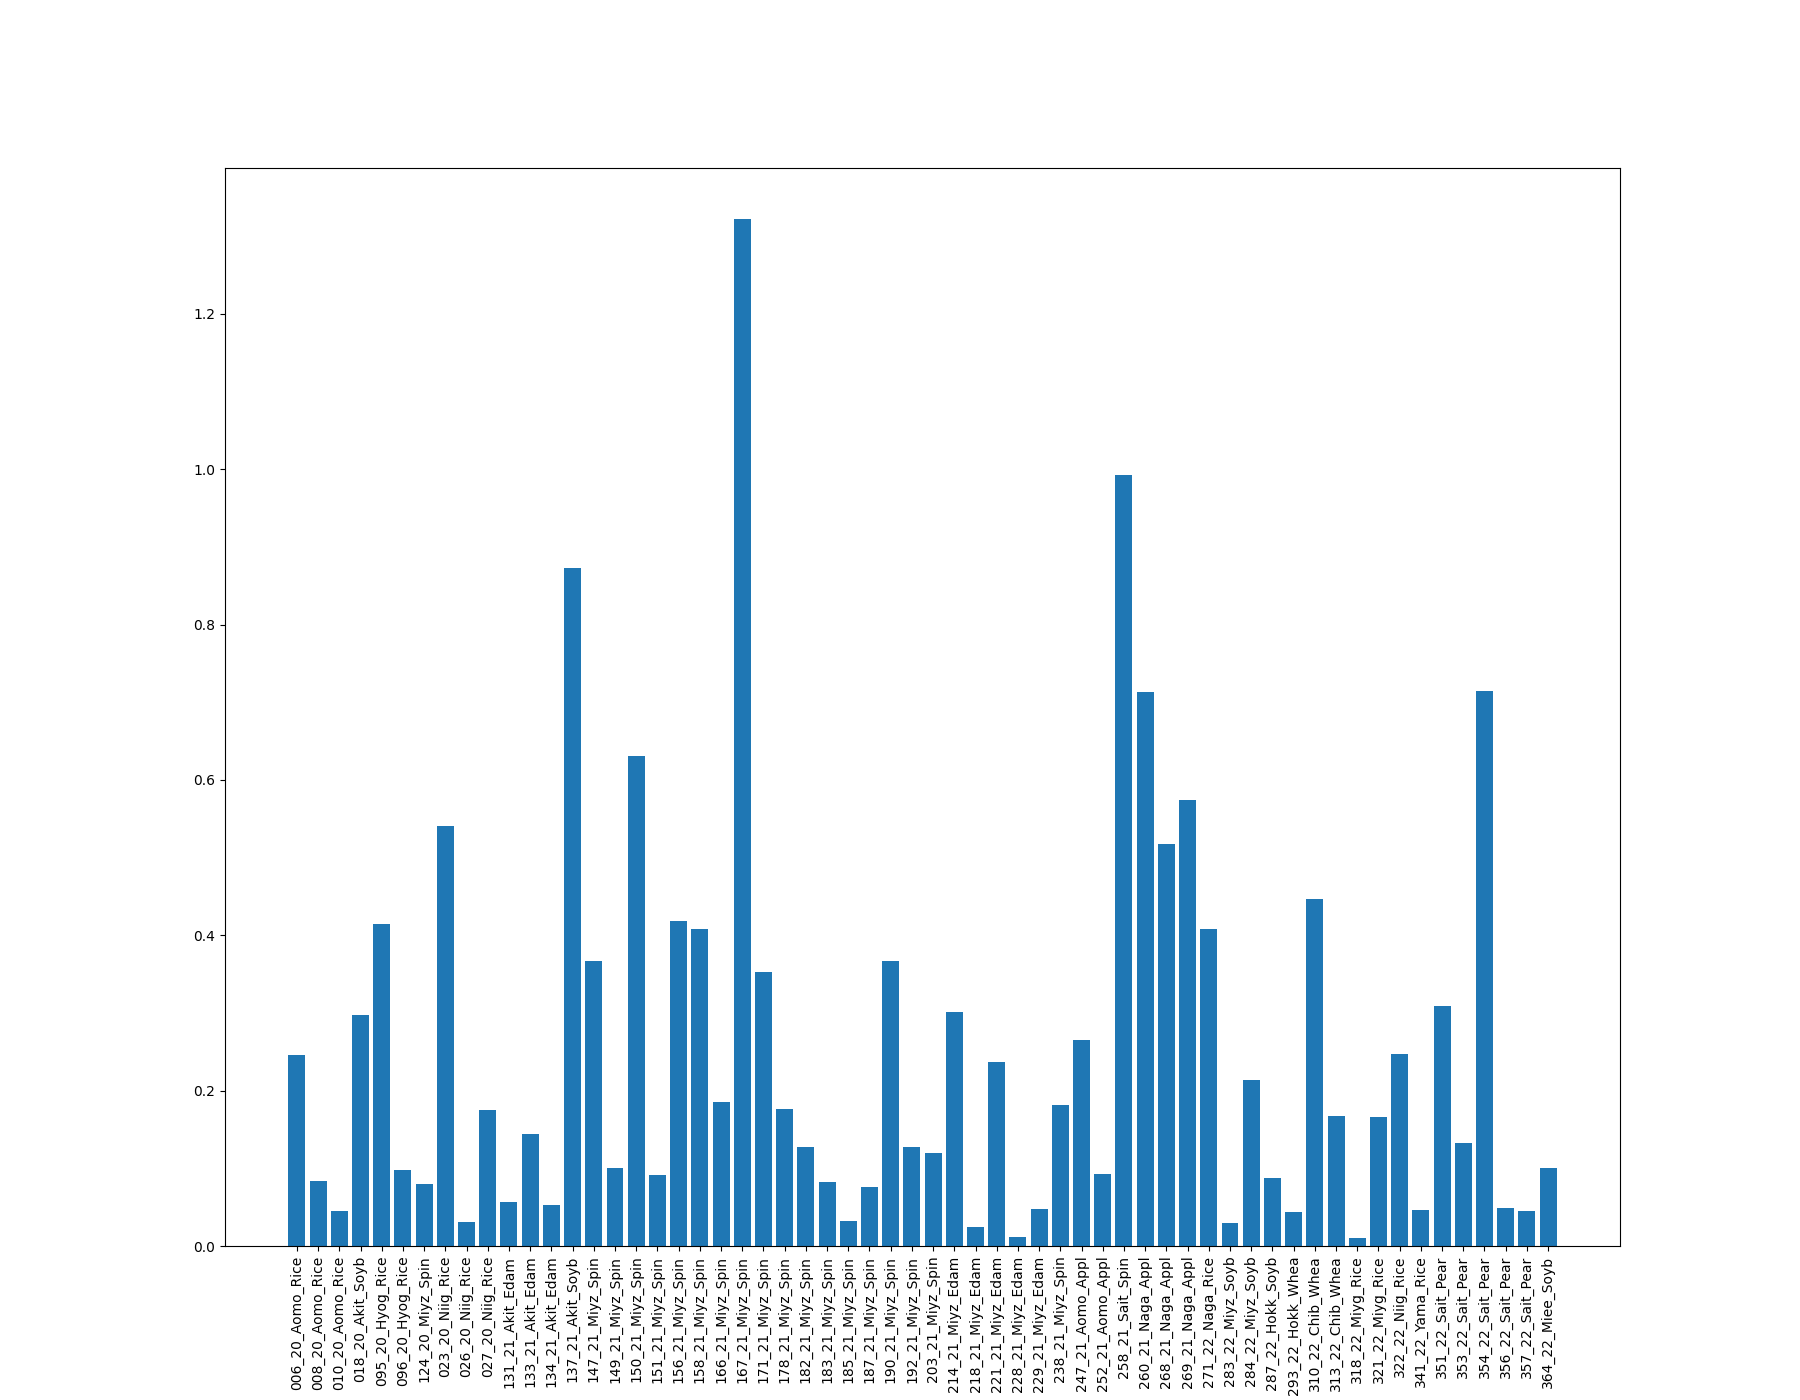 1.2
1.0
0.8
0.6
0.4
0.2
0.0
006_20_Aomo_Rice
008_20_Aomo_Rice
010_20_Aomo_Rice
018_20_Akit_Soyb
095_20_Hyog_Rice
096_20_Hyog_Rice
124_20_Miyz_Spin
023_20_Niig_Rice
026_20_Niig_Rice
027_20_Niig_Rice
131_21_Akit_Edam
133_21_Akit_Edam
134_21_Akit_Edam
137_21_Akit_Soyb
147_21_Miyz_Spin
149_21_Miyz_Spin
150_21_Miyz_Spin
151_21_Miyz_Spin
156_21_Miyz_Spin
158_21_Miyz_Spin
166_21_Miyz_Spin
167_21_Miyz_Spin
171_21_Miyz_Spin
178_21_Miyz_Spin
182_21_Miyz_Spin
183_21_Miyz_Spin
185_21_Miyz_Spin
187_21_Miyz_Spin
190_21_Miyz_Spin
192_21_Miyz_Spin
203_21_Miyz_Spin
214_21_Miyz_Edam
218_21_Miyz_Edam
221_21_Miyz_Edam
228_21_Miyz_Edam
229_21_Miyz_Edam
238_21_Miyz_Spin
247_21_Aomo_Appl
252_21_Aomo_Appl
258_21_Sait_Spin
260_21_Naga_Appl
268_21_Naga_Appl
269_21_Naga_Appl
271_22_Naga_Rice
283_22_Miyz_Soyb
284_22_Miyz_Soyb
287_22_Hokk_Soyb
293_22_Hokk_Whea
310_22_Chib_Whea
313_22_Chib_Whea
318_22_Miyg_Rice
321_22_Miyg_Rice
322_22_Niig_Rice
341_22_Yama_Rice
351_22_Sait_Pear
353_22_Sait_Pear
354_22_Sait_Pear
356_22_Sait_Pear
357_22_Sait_Pear
364_22_Miee_Soyb